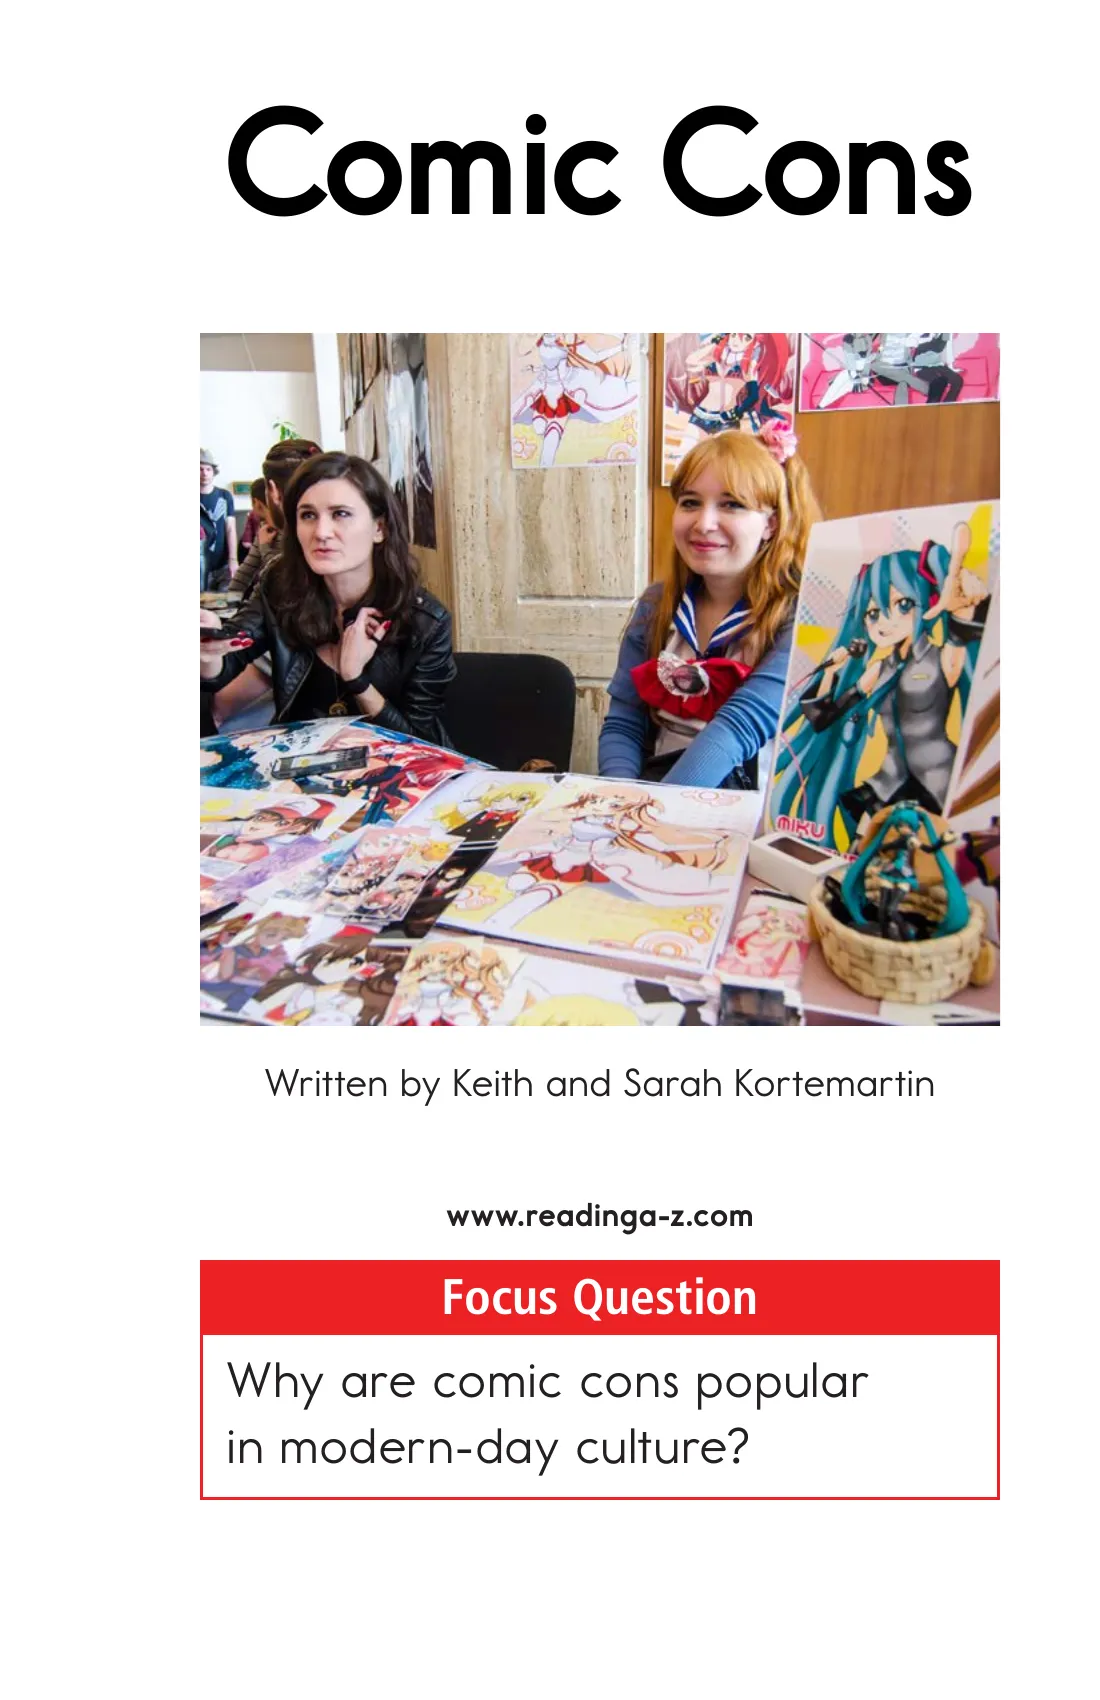 Comic Cons
MIKU
Written by Keith and Sarah Kortemartin
www.readinga-z.com
Focus Question
Why are comic cons popular
in modern-day culture?